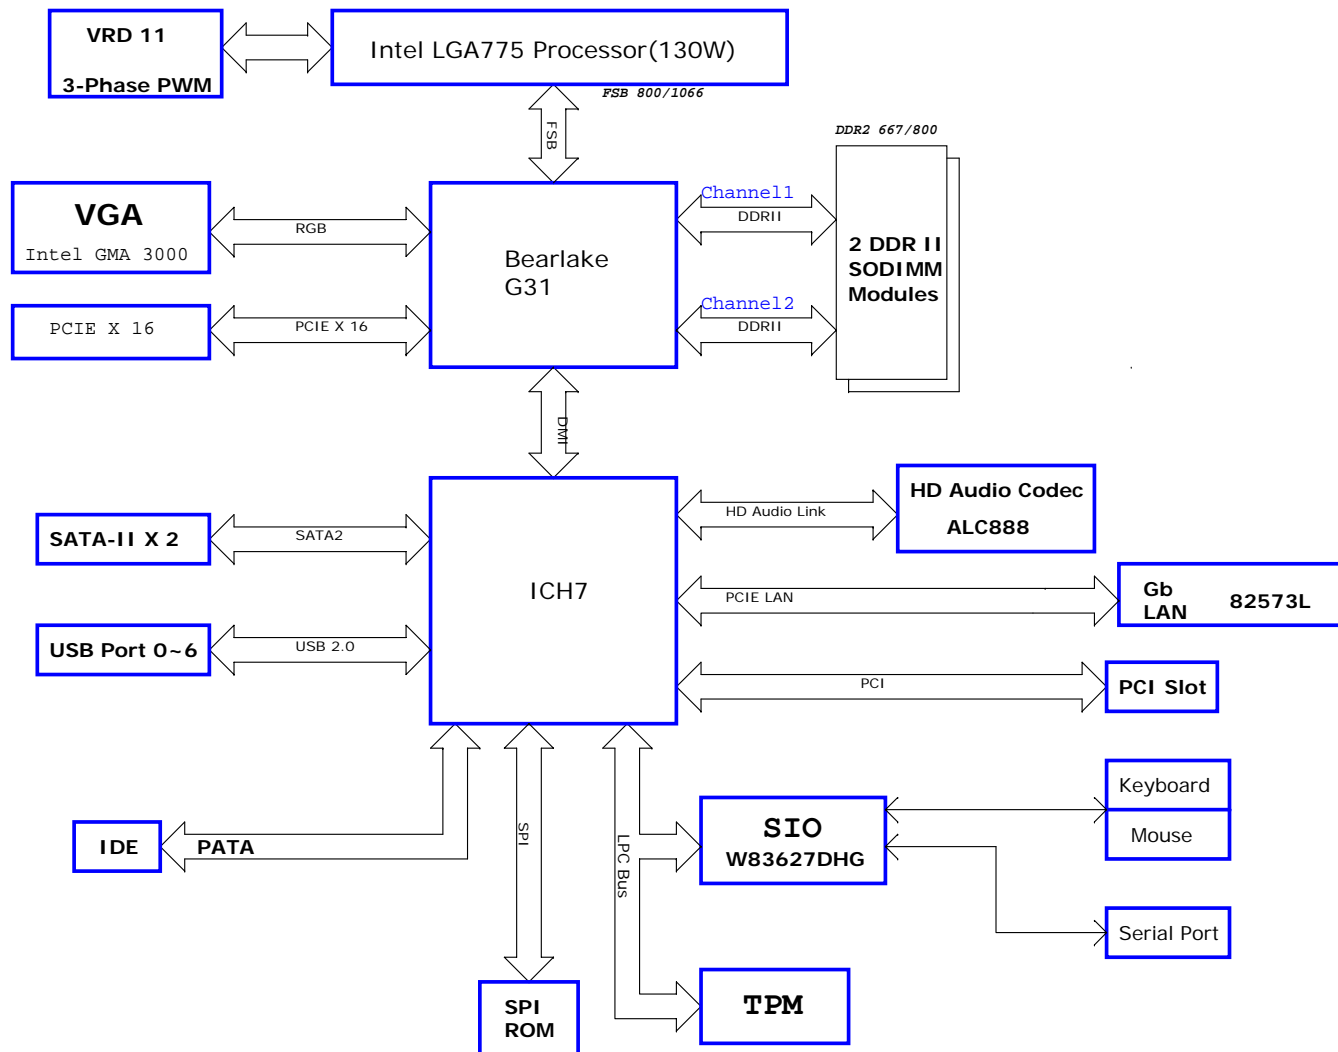 VRD 11
3-Phase PWM
Intel LGA775 Processor(130W)
FSB 800/1066
FSB
DDR2 667/800
VGA
Intel GMA 3000
RGB
Bearlake
G31
Channel1
DDRII
2 DDR II
SODIMM
Modules
PCIE X 16
PCIE X 16
Channel2
DDRII
DMI
HD Audio Codec
ALC888
HD Audio Link
SATA-II X 2
SATA2
ICH7
PCIE LAN
Gb
LAN
82573L
USB Port 0~6
USB 2.0
PCI
PCI Slot
Keyboard
Mouse
SIO
W83627DHG
IDE
PATA
SPI
LPC Bus
Serial Port
SPI
ROM
TPM